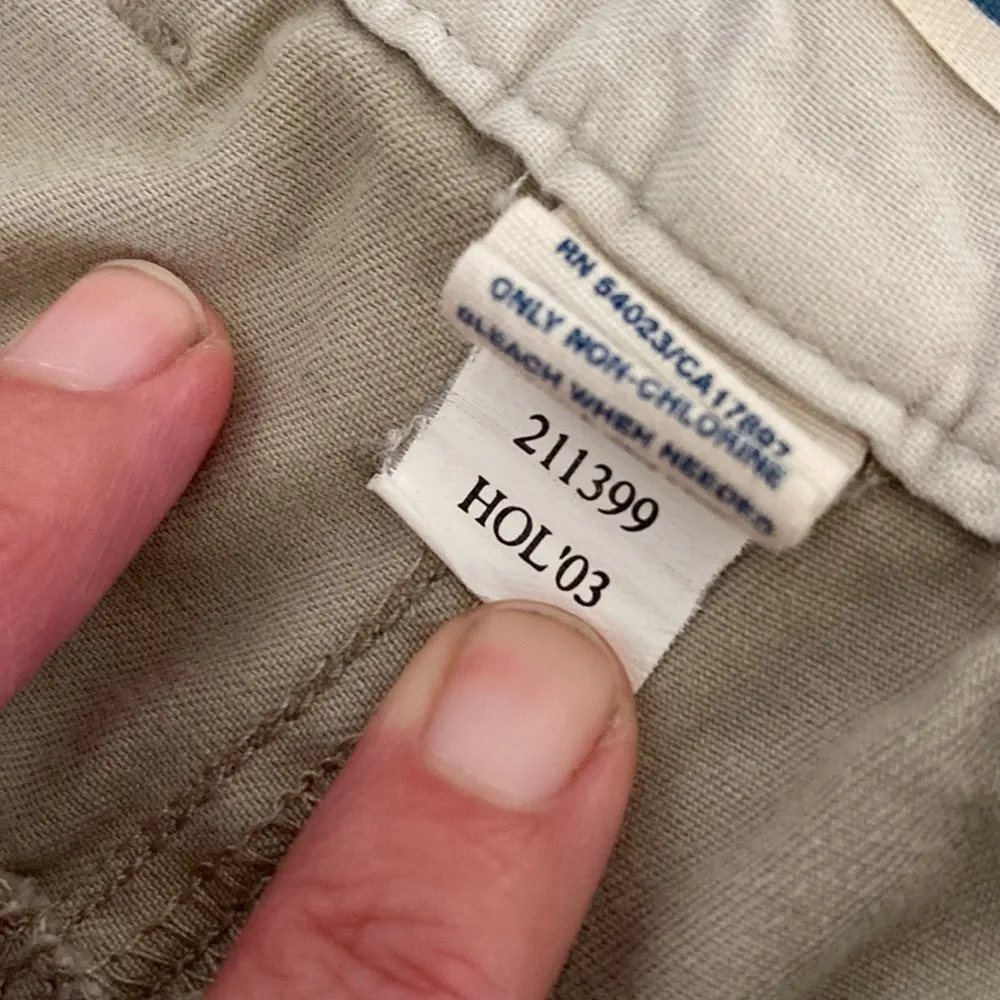 RN 54023/CA17897
ONLY NON-CHLORINE
BLEACH WHEN NEEDED
211399
HOL'03